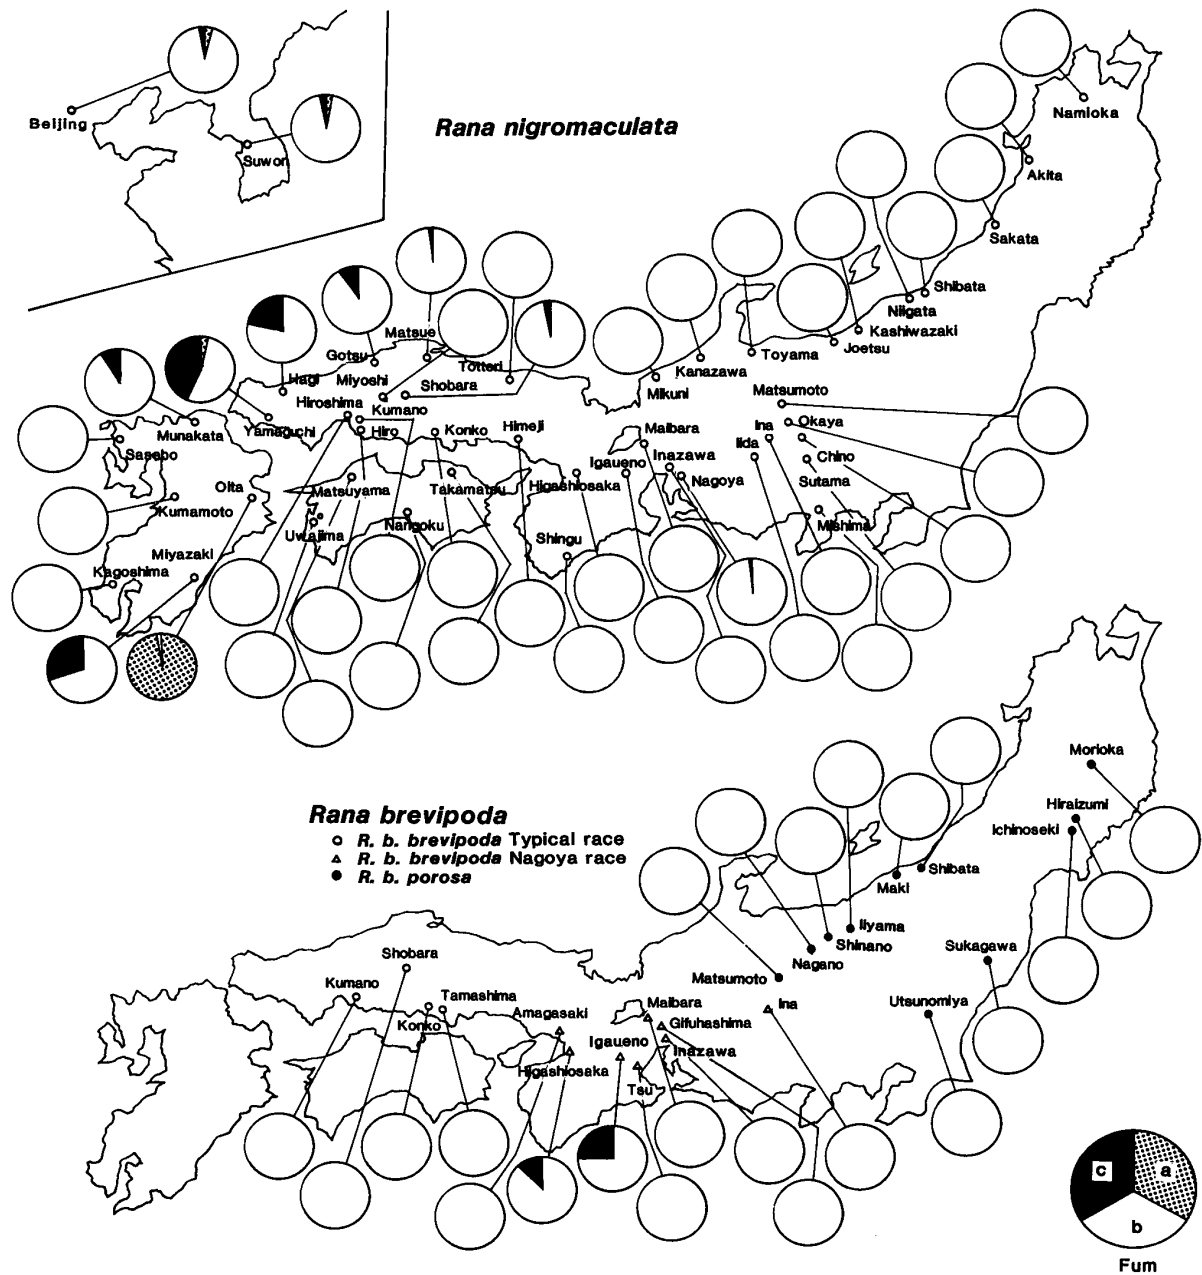 Beijing
Suwon
Rana nigromaculata
Namioka
Akita
Sakata
Shibata
Niigata
Kashiwazaki
Joetsu
Toyama
Kanazawa
Mikuni
Matsue
Gotsu
Tottori
Hagi
Miyoshi
Shobara
Hiroshima
Kumano
Matsumoto
Munakata
Yamaguchi
Hiro
Konko
Himeji
Maibara
Ina
Okaya
Iida
Sasebo
Inazawa
Chino
Igaueno
Nagoya
Sutama
Oita
Matsuyama
Takamatsu
Higashiosaka
Kumamoto
Uwajima
Nangoku
Mishima
Shingu
Miyazaki
Kagoshima
Rana brevipoda
R. b. brevipoda Typical race
R. b. brevipoda Nagoya race
R. b. porosa
Morioka
Hiraizumi
Ichinoseki
Shibata
Maki
Iiyama
Shinano
Nagano
Sukagawa
Matsumoto
Utsunomiya
Shobara
Kumano
Tamashima
Konko
Amagasaki
Maibara
Ina
Gifuhashima
Igaueno
Inazawa
Higashiosaka
Tsu
c
a
b
Fum